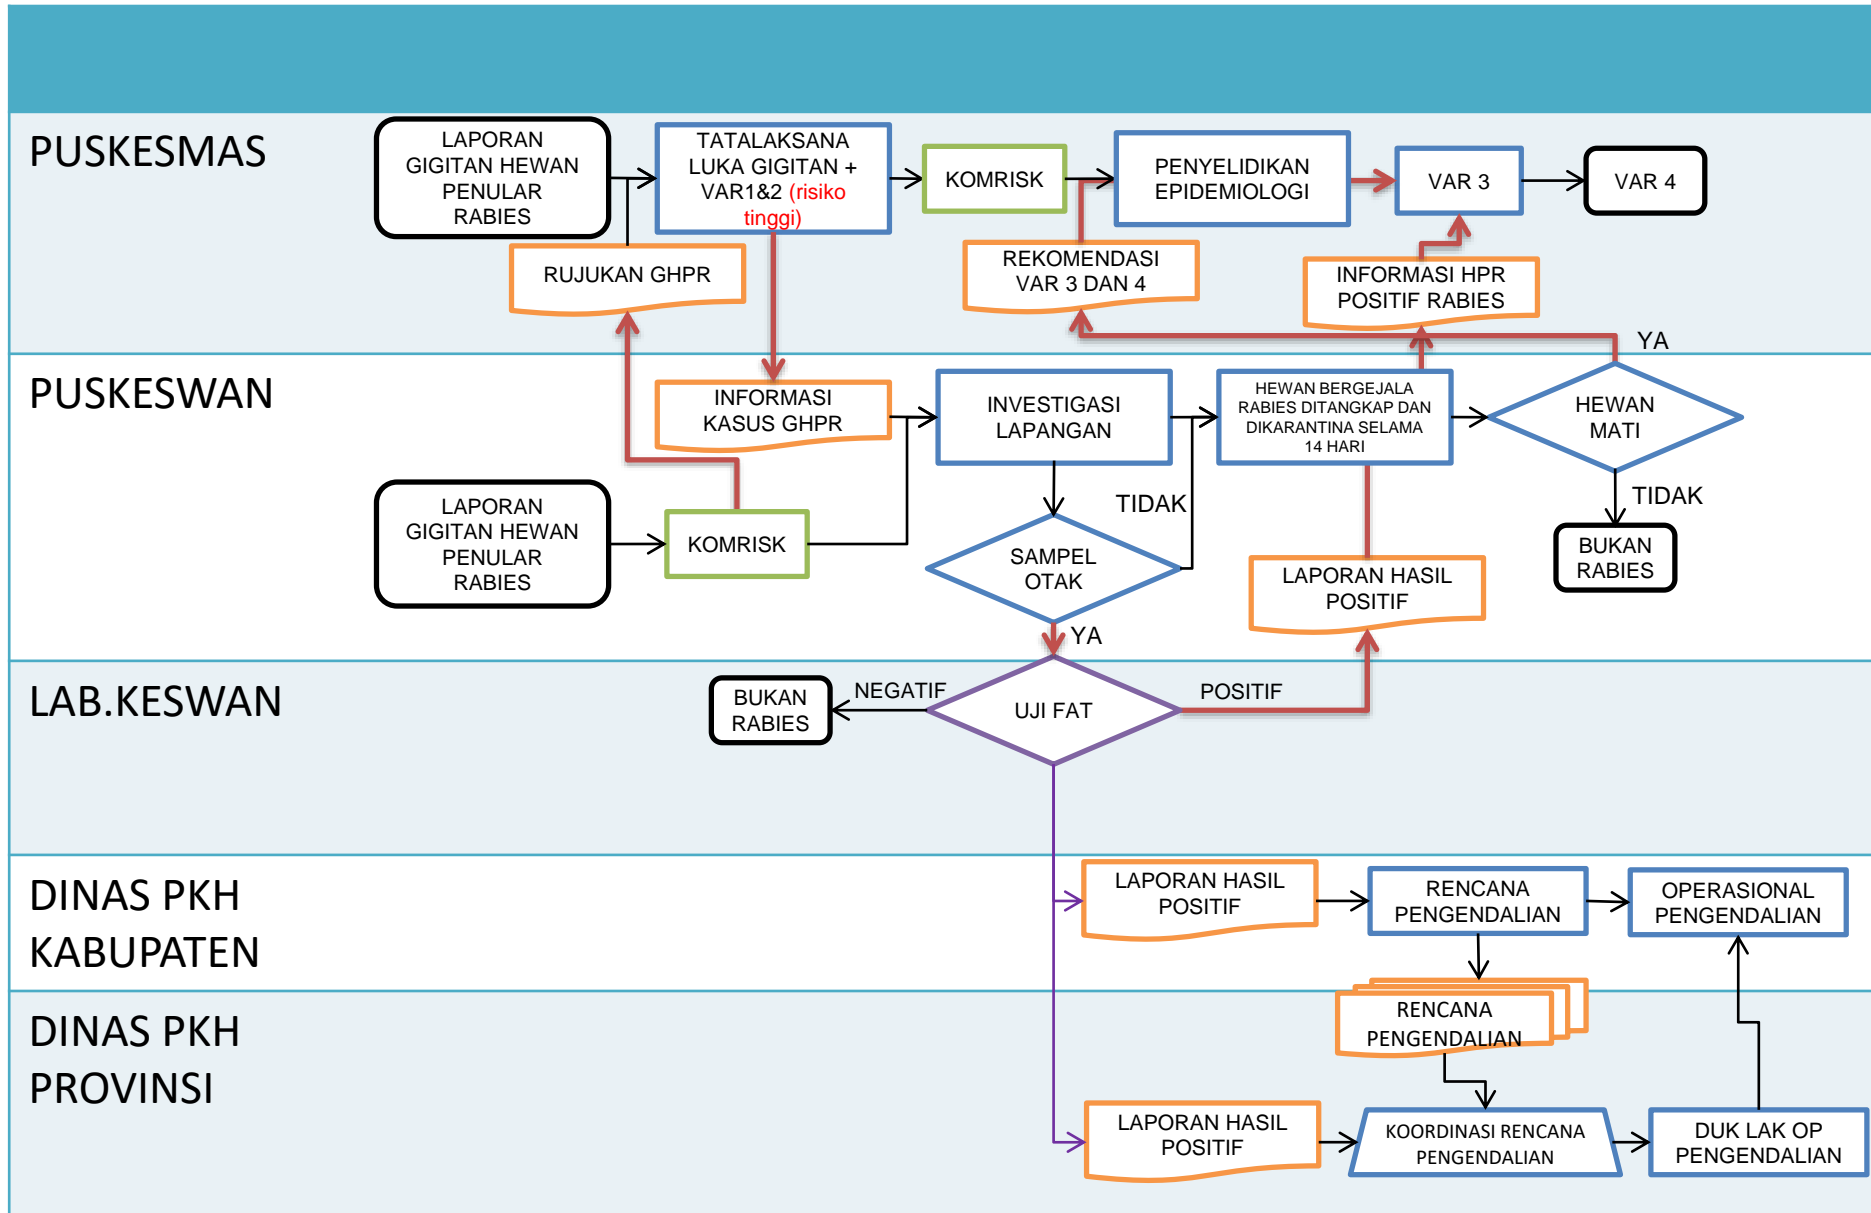 PUSKESMAS
LAPORAN
GIGITAN HEWAN
PENULAR
RABIES
TATALAKSANA
LUKA GIGITAN +
VAR1&2 (risiko
tinggi)
KOMRISK
PENYELIDIKAN
EPIDEMIOLOGI
VAR 3
VAR 4
RUJUKAN GHPR
REKOMENDASI
VAR 3 DAN 4
INFORMASI HPR
POSITIF RABIES
YA
PUSKESWAN
INFORMASI
KASUS GHPR
INVESTIGASI
LAPANGAN
HEWAN BERGEJALA
RABIES DITANGKAP DAN
DIKARANTINA SELAMA
14 HARI
HEWAN
MATI
TIDAK
TIDAK
LAPORAN
GIGITAN HEWAN
PENULAR
RABIES
KOMRISK
SAMPEL
OTAK
LAPORAN HASIL
POSITIF
BUKAN
RABIES
YA
LAB.KESWAN
BUKAN
RABIES
NEGATIF
UJI FAT
POSITIF
DINAS PKH
KABUPATEN
LAPORAN HASIL
POSITIF
RENCANA
PENGENDALIAN
OPERASIONAL
PENGENDALIAN
DINAS PKH
PROVINSI
RENCANA
PENGENDALIAN
LAPORAN HASIL
POSITIF
KOORDINASI RENCANA
PENGENDALIAN
DUK LAK OP
PENGENDALIAN